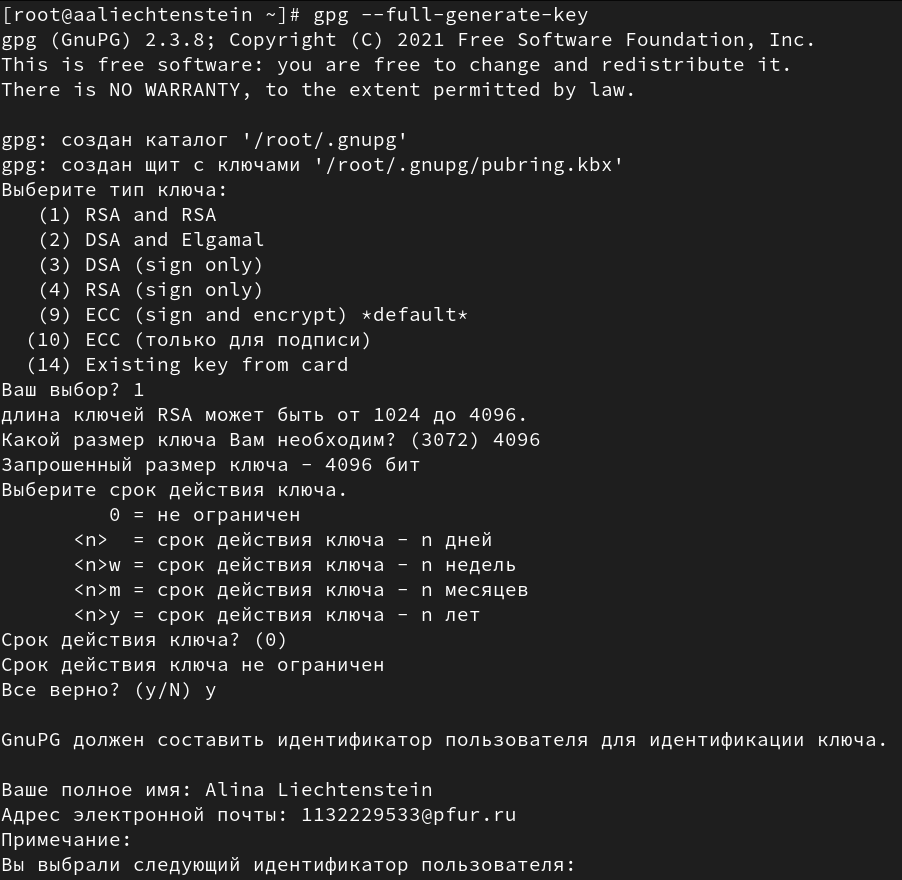 [root@aaliechtenstein ~]# gpg --full-generate-key
gpg (GnuPG) 2.3.8; Copyright (C) 2021 Free Software Foundation, Inc.
This is free software: you are free to change and redistribute it.
There is NO WARRANTY, to the extent permitted by law.

gpg: создан каталог '/root/.gnupg'
gpg: создан щит с ключами '/root/.gnupg/pubring.kbx'
Выберите тип ключа:
   (1) RSA and RSA
   (2) DSA and Elgamal
   (3) DSA (sign only)
   (4) RSA (sign only)
   (9) ECC (sign and encrypt) *default*
  (10) ECC (только для подписи)
  (14) Existing key from card
Ваш выбор? 1
длина ключей RSA может быть от 1024 до 4096.
Какой размер ключа Вам необходим? (3072) 4096
Запрошенный размер ключа - 4096 бит
Выберите срок действия ключа.
         0 = не ограничен
      <n>  = срок действия ключа - n дней
      <n>w = срок действия ключа - n недель
      <n>m = срок действия ключа - n месяцев
      <n>y = срок действия ключа - n лет
Срок действия ключа? (0)
Срок действия ключа не ограничен
Все верно? (y/N) y

GnuPG должен составить идентификатор пользователя для идентификации ключа.

Ваше полное имя: Alina Liechtenstein
Адрес электронной почты: 1132229533@pfur.ru
Примечание:
Вы выбрали следующий идентификатор пользователя: